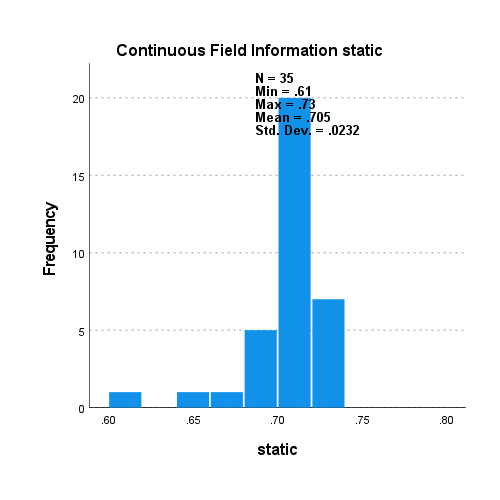 Continuous Field Information static
N = 35
Min = .61
Max = .73
Mean = .705
Std. Dev. = .0232
20
15
10
5
0
Frequency
.60 .65 .70 .75 .80
static